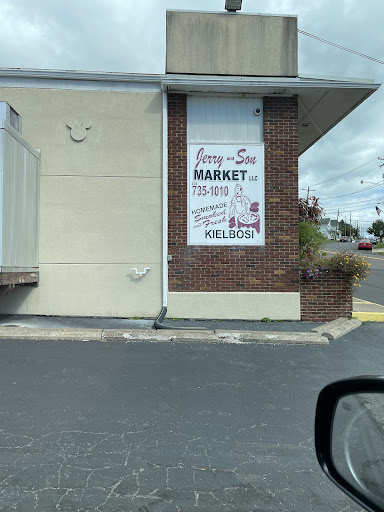 Jerry and Son
MARKET LLC
735-1010
HOMEMADE
Smoked
and Fresh
KIELBOSI